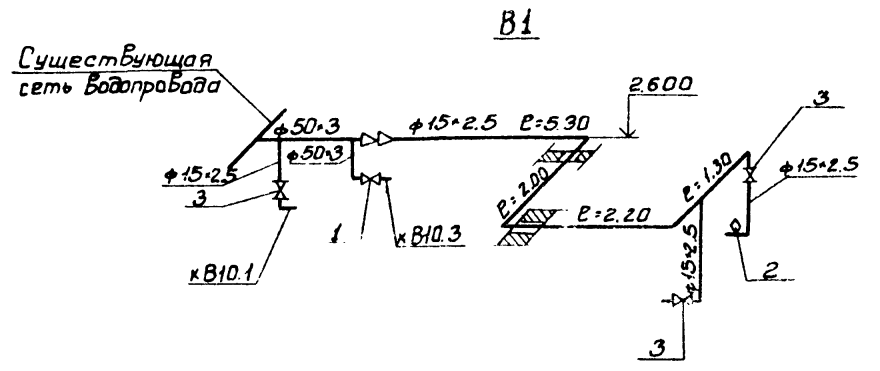 В1
Существующая
сеть водопровода
2.600
ф50×3
ф15×2.5
ℓ=5.30
3
ф50×3
ф15×2.5
ℓ=2.00
ℓ=1.30
ф15×2.5
3
1.
кВ10.3
ℓ=2.20
кВ10.1
ф15×2.5
2
3